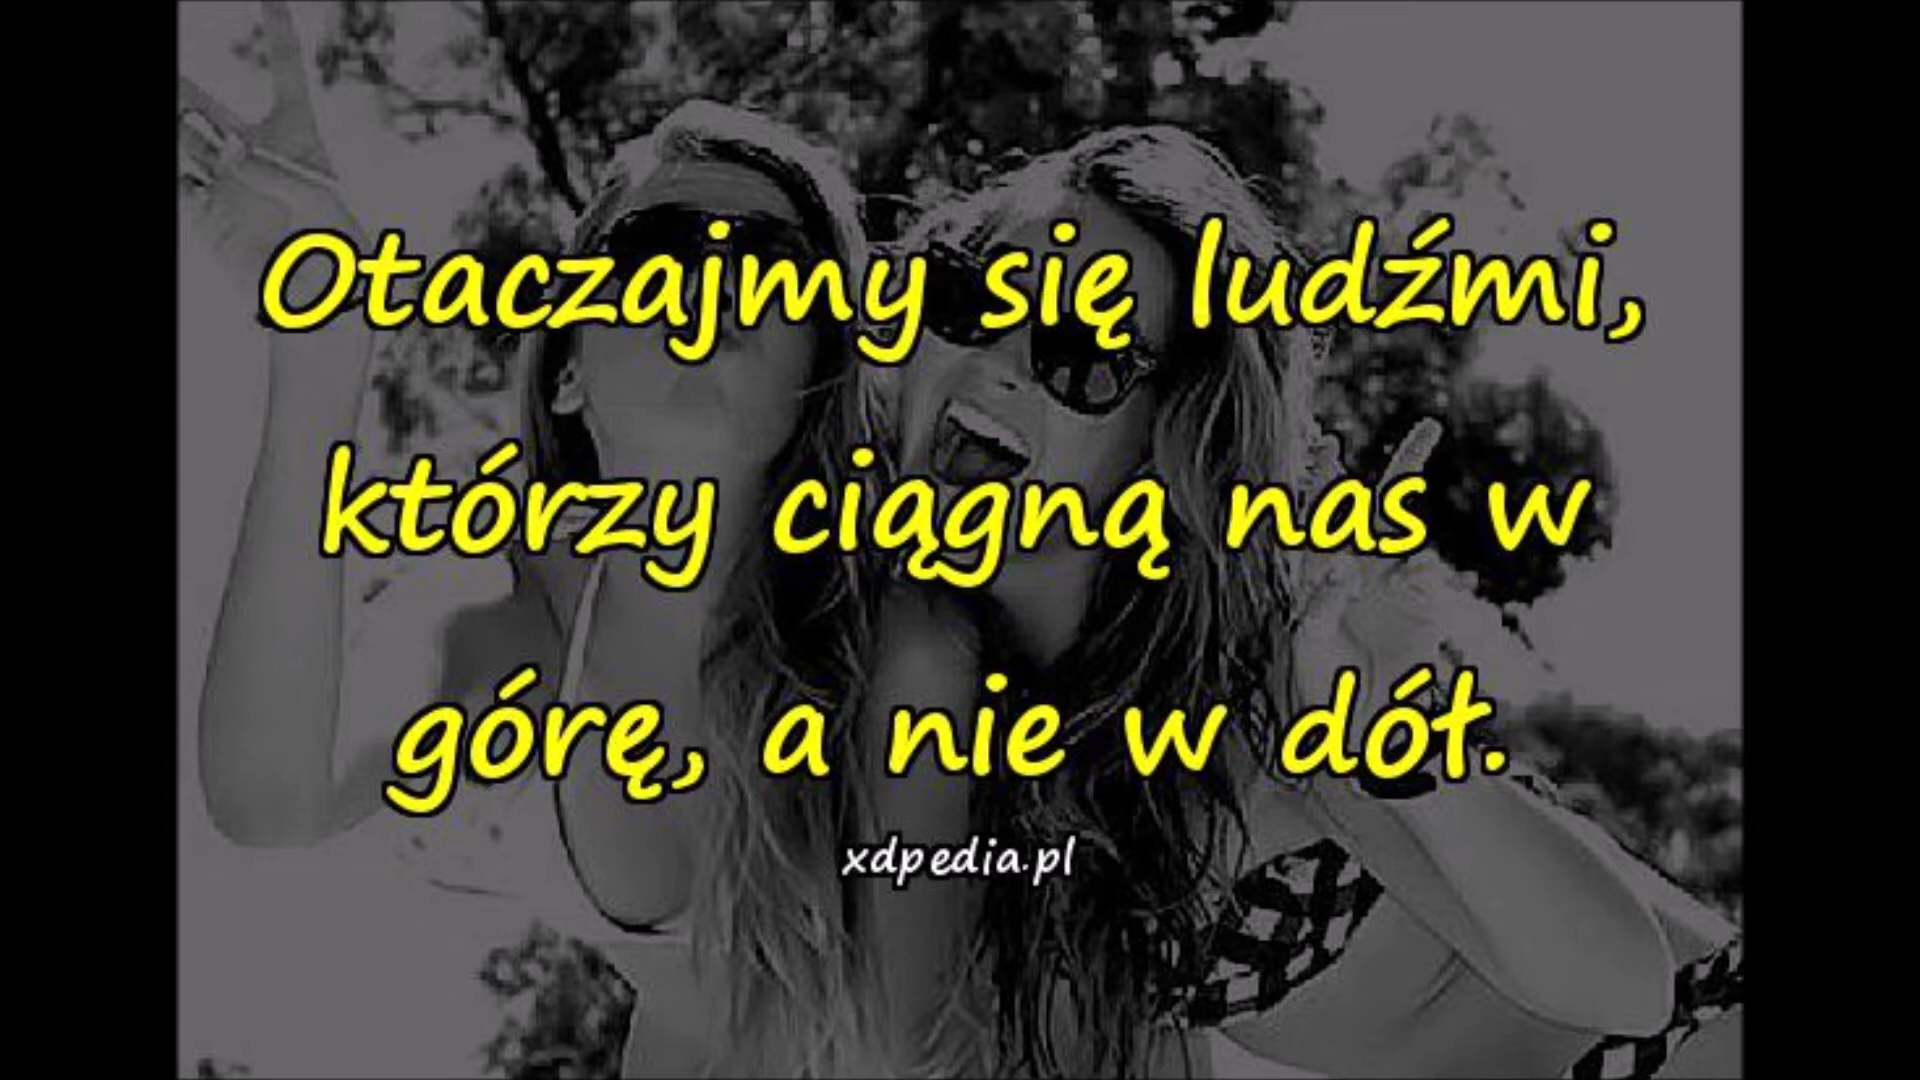 Otaczajmy się ludźmi,
którzy ciągną nas w
górę, a nie w dół.
xdpedia.pl